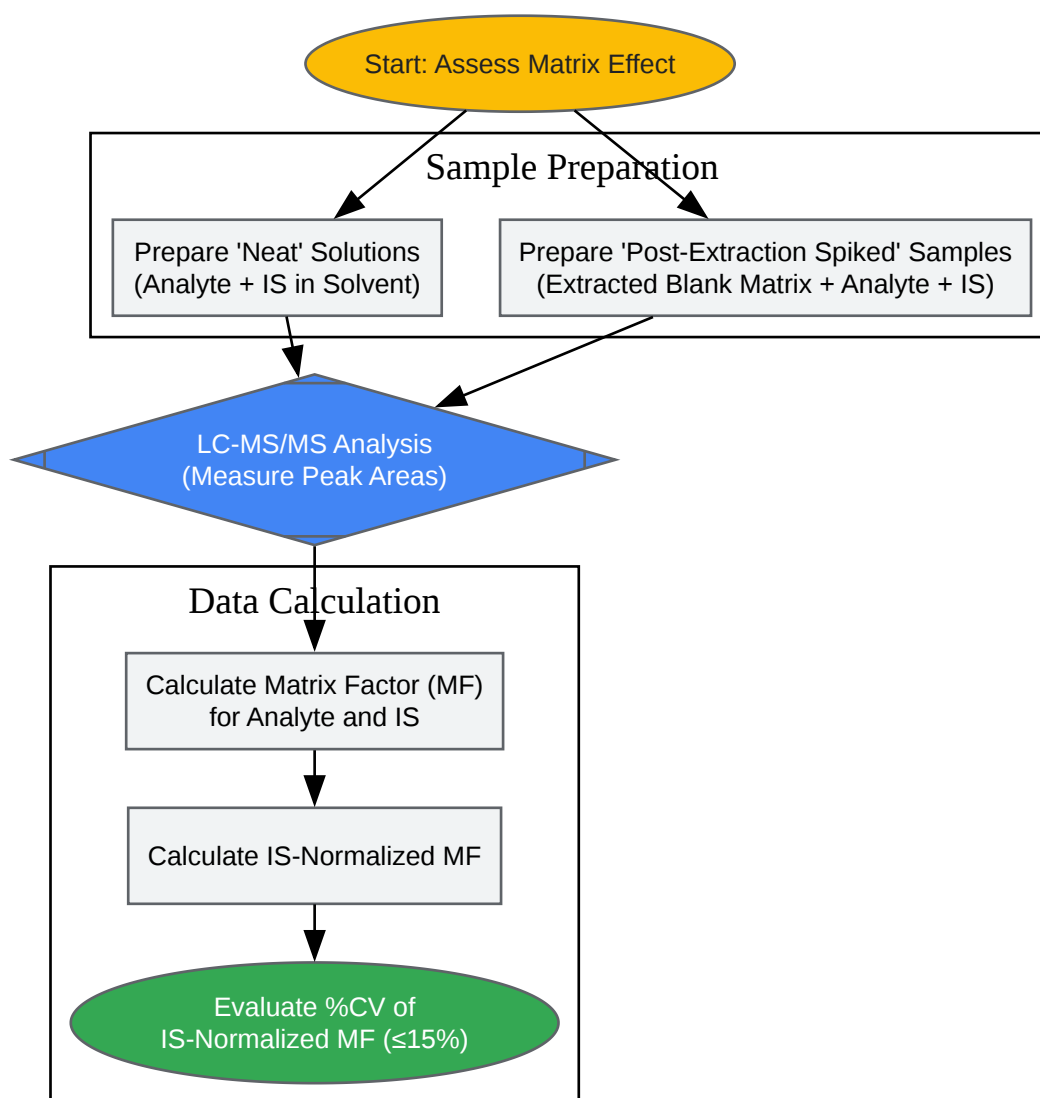 Start: Assess Matrix Effect
Sample Preparation
Prepare 'Neat' Solutions
(Analyte + IS in Solvent)
Prepare 'Post-Extraction Spiked' Samples
(Extracted Blank Matrix + Analyte + IS)
LC-MS/MS Analysis
(Measure Peak Areas)
Data Calculation
Calculate Matrix Factor (MF)
for Analyte and IS
Calculate IS-Normalized MF
Evaluate %CV of
IS-Normalized MF (≤15%)